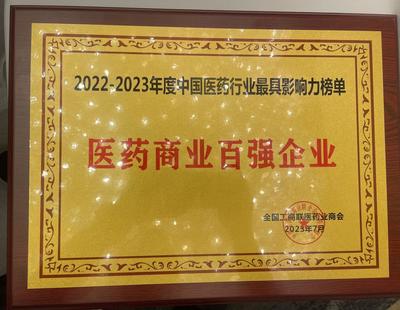 2022-2023年度中国医药行业最具影响力榜单
医药商业百强企业
全国工商联医药业商会
2023年7月